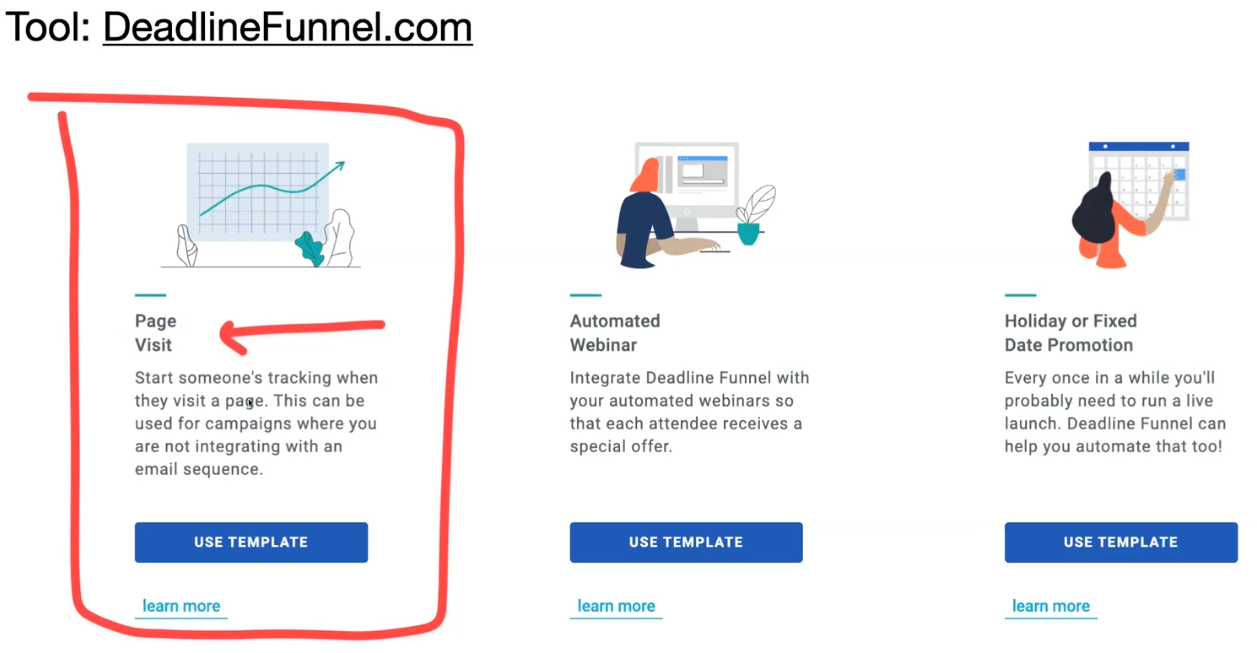 Tool: DeadlineFunnel.com
Page
Visit
Start someone's tracking when
they visit a page. This can be
used for campaigns where you
are not integrating with an
email sequence.
USE TEMPLATE
learn more
Automated
Webinar
Integrate Deadline Funnel with
your automated webinars so
that each attendee receives a
special offer.
USE TEMPLATE
learn more
Holiday or Fixed
Date Promotion
Every once in a while you'll
probably need to run a live
launch. Deadline Funnel can
help you automate that too!
USE TEMPLATE
learn more